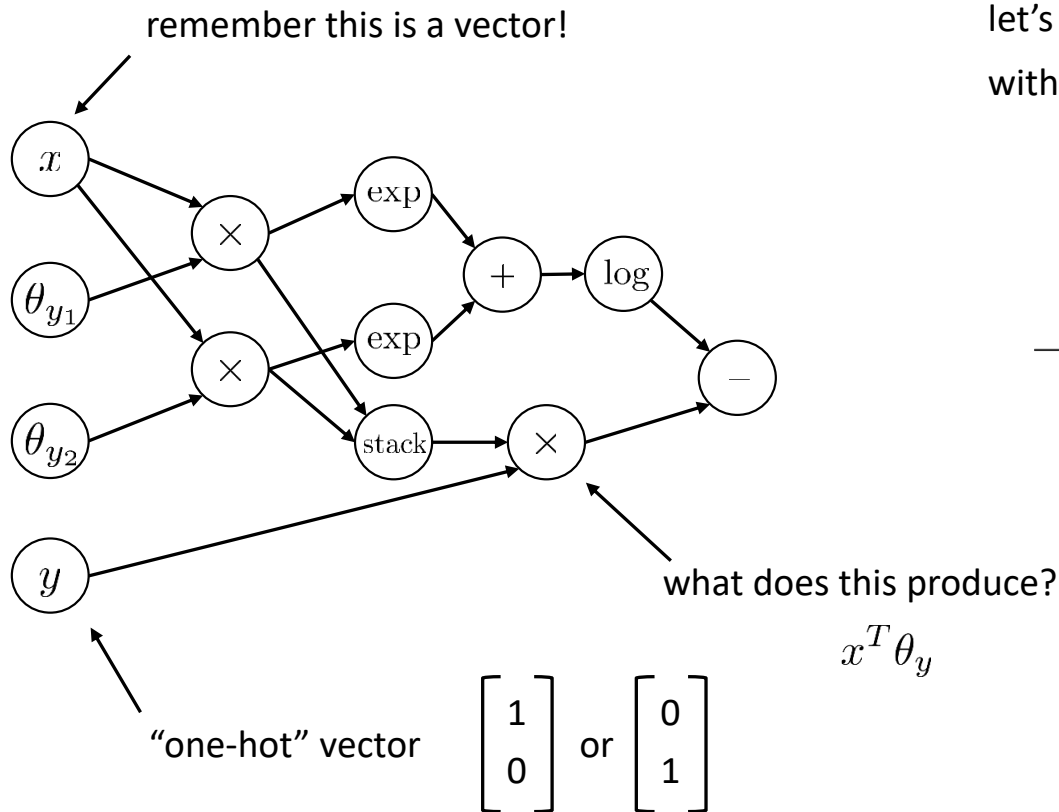 remember this is a vector!
let's
with
x
exp
×
θ_{y_1}
+
log
exp
×
−
−
θ_{y_2}
stack
×
y
what does this produce?
x^T θ_y
"one-hot" vector
[1 0] or [0 1]